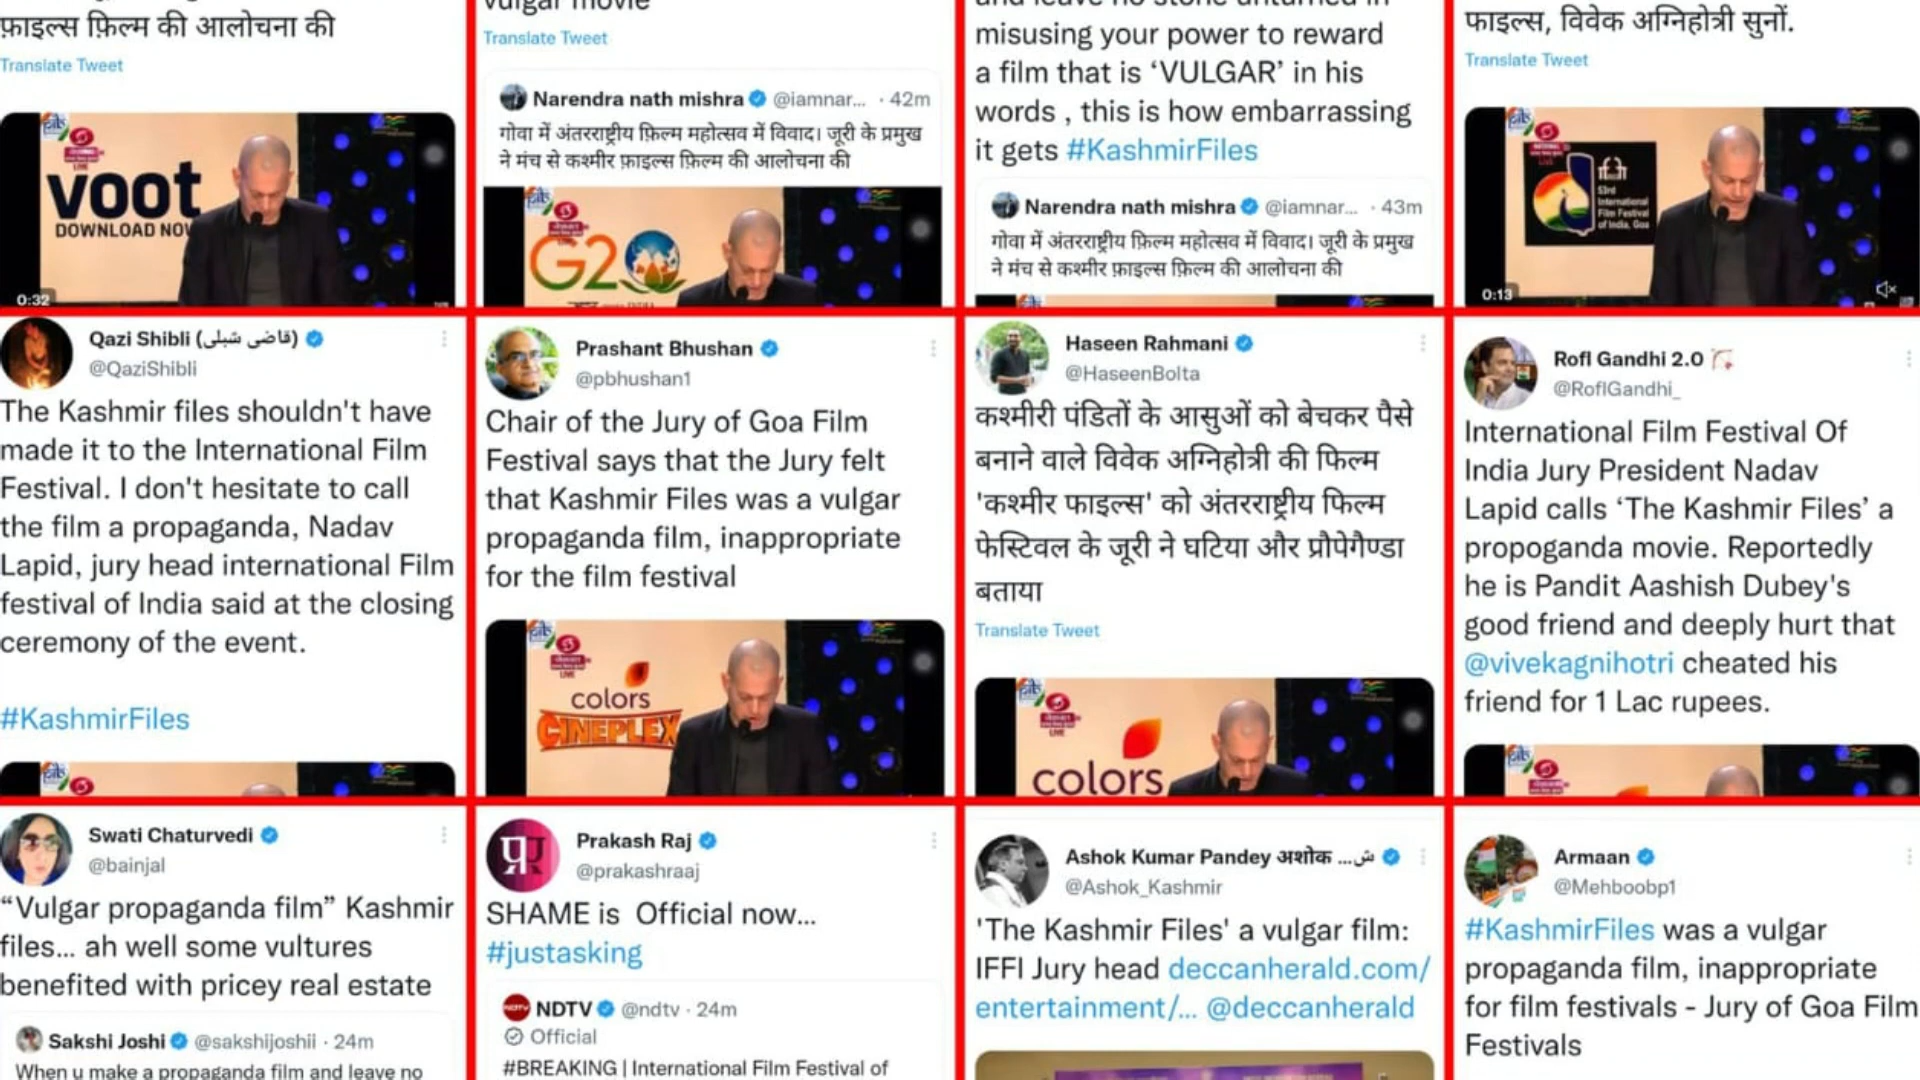 फ़ाइल्स फ़िल्म की आलोचना की
Translate Tweet
voot
DOWNLOAD NOW
0:32
vulgar movie
Translate Tweet
Narendra nath mishra @iamnar... · 42m
गोवा में अंतरराष्ट्रीय फ़िल्म महोत्सव में विवाद। जूरी के प्रमुख
ने मंच से कश्मीर फ़ाइल्स फ़िल्म की आलोचना की
G20
and leave no stone unturned in
misusing your power to reward
a film that is ‘VULGAR’ in his
words , this is how embarrassing
it gets #KashmirFiles
Narendra nath mishra @iamnar... · 43m
गोवा में अंतरराष्ट्रीय फ़िल्म महोत्सव में विवाद। जूरी के प्रमुख
ने मंच से कश्मीर फ़ाइल्स फ़िल्म की आलोचना की
फाइल्स, विवेक अग्निहोत्री सुनों.
Translate Tweet
53rd
International
Film Festival
of India, Goa
0:13
Qazi Shibli (قاضی شبلی)
@QaziShibli
The Kashmir files shouldn't have
made it to the International Film
Festival. I don't hesitate to call
the film a propaganda, Nadav
Lapid, jury head international Film
festival of India said at the closing
ceremony of the event.
#KashmirFiles
Prashant Bhushan
@pbhushan1
Chair of the Jury of Goa Film
Festival says that the Jury felt
that Kashmir Files was a vulgar
propaganda film, inappropriate
for the film festival
colors
CINEPLEX
Haseen Rahmani
@HaseenBolta
कश्मीरी पंडितों के आसुओं को बेचकर पैसे
बनाने वाले विवेक अग्निहोत्री की फिल्म
'कश्मीर फाइल्स' को अंतरराष्ट्रीय फिल्म
फेस्टिवल के जूरी ने घटिया और प्रौपेगैण्डा
बताया
Translate Tweet
colors
Rofl Gandhi 2.0
@RoflGandhi_
International Film Festival Of
India Jury President Nadav
Lapid calls ‘The Kashmir Files’ a
propoganda movie. Reportedly
he is Pandit Aashish Dubey's
good friend and deeply hurt that
@vivekagnihotri cheated his
friend for 1 Lac rupees.
Swati Chaturvedi
@bainjal
“Vulgar propaganda film” Kashmir
files... ah well some vultures
benefited with pricey real estate
Sakshi Joshi @sakshijoshii · 24m
When u make a propaganda film and leave no
Prakash Raj
@prakashraaj
SHAME is Official now...
#justasking
NDTV @ndtv · 24m
Official
#BREAKING | International Film Festival of
Ashok Kumar Pandey अशोक ...ش
@Ashok_Kashmir
'The Kashmir Files' a vulgar film:
IFFI Jury head deccanherald.com/
entertainment/... @deccanherald
Armaan
@Mehboobp1
#KashmirFiles was a vulgar
propaganda film, inappropriate
for film festivals - Jury of Goa Film
Festivals